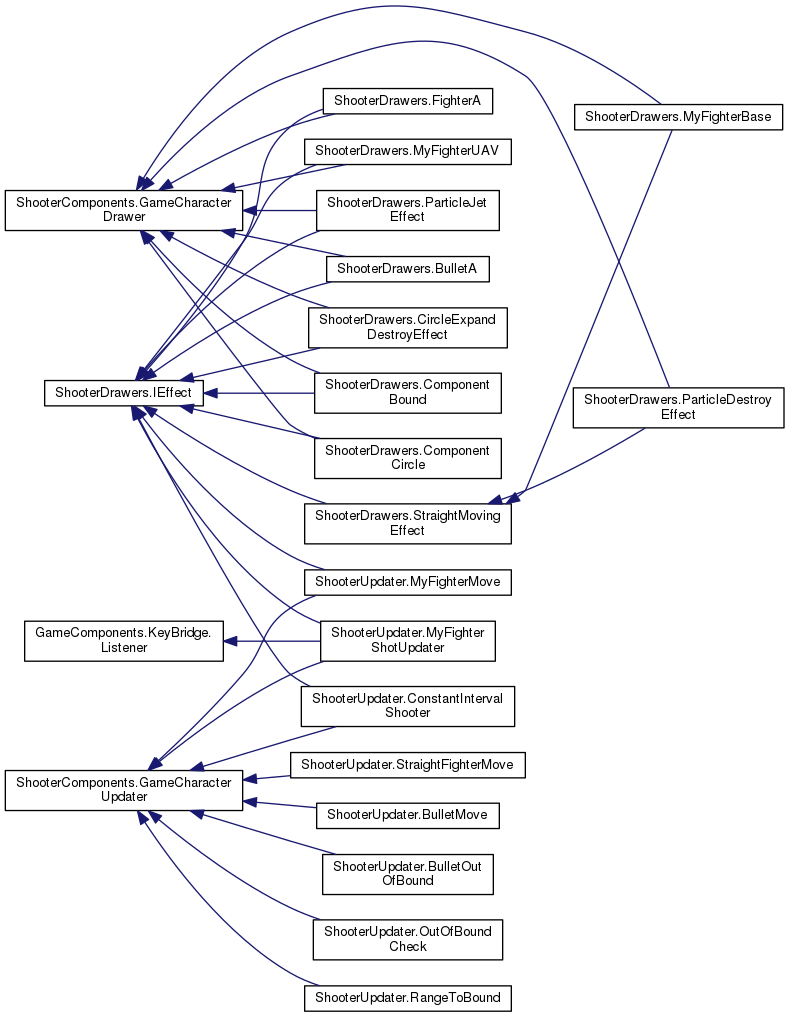 ShooterDrawers.FighterA
ShooterDrawers.MyFighterBase
ShooterDrawers.MyFighterUAV
ShooterComponents.GameCharacter
Drawer
ShooterDrawers.ParticleJet
Effect
ShooterDrawers.BulletA
ShooterDrawers.CircleExpand
DestroyEffect
ShooterDrawers.IEffect
ShooterDrawers.Component
Bound
ShooterDrawers.ParticleDestroy
Effect
ShooterDrawers.Component
Circle
ShooterDrawers.StraightMoving
Effect
ShooterUpdater.MyFighterMove
GameComponents.KeyBridge.
Listener
ShooterUpdater.MyFighter
ShotUpdater
ShooterUpdater.ConstantInterval
Shooter
ShooterUpdater.StraightFighterMove
ShooterComponents.GameCharacter
Updater
ShooterUpdater.BulletMove
ShooterUpdater.BulletOut
OfBound
ShooterUpdater.OutOfBound
Check
ShooterUpdater.RangeToBound